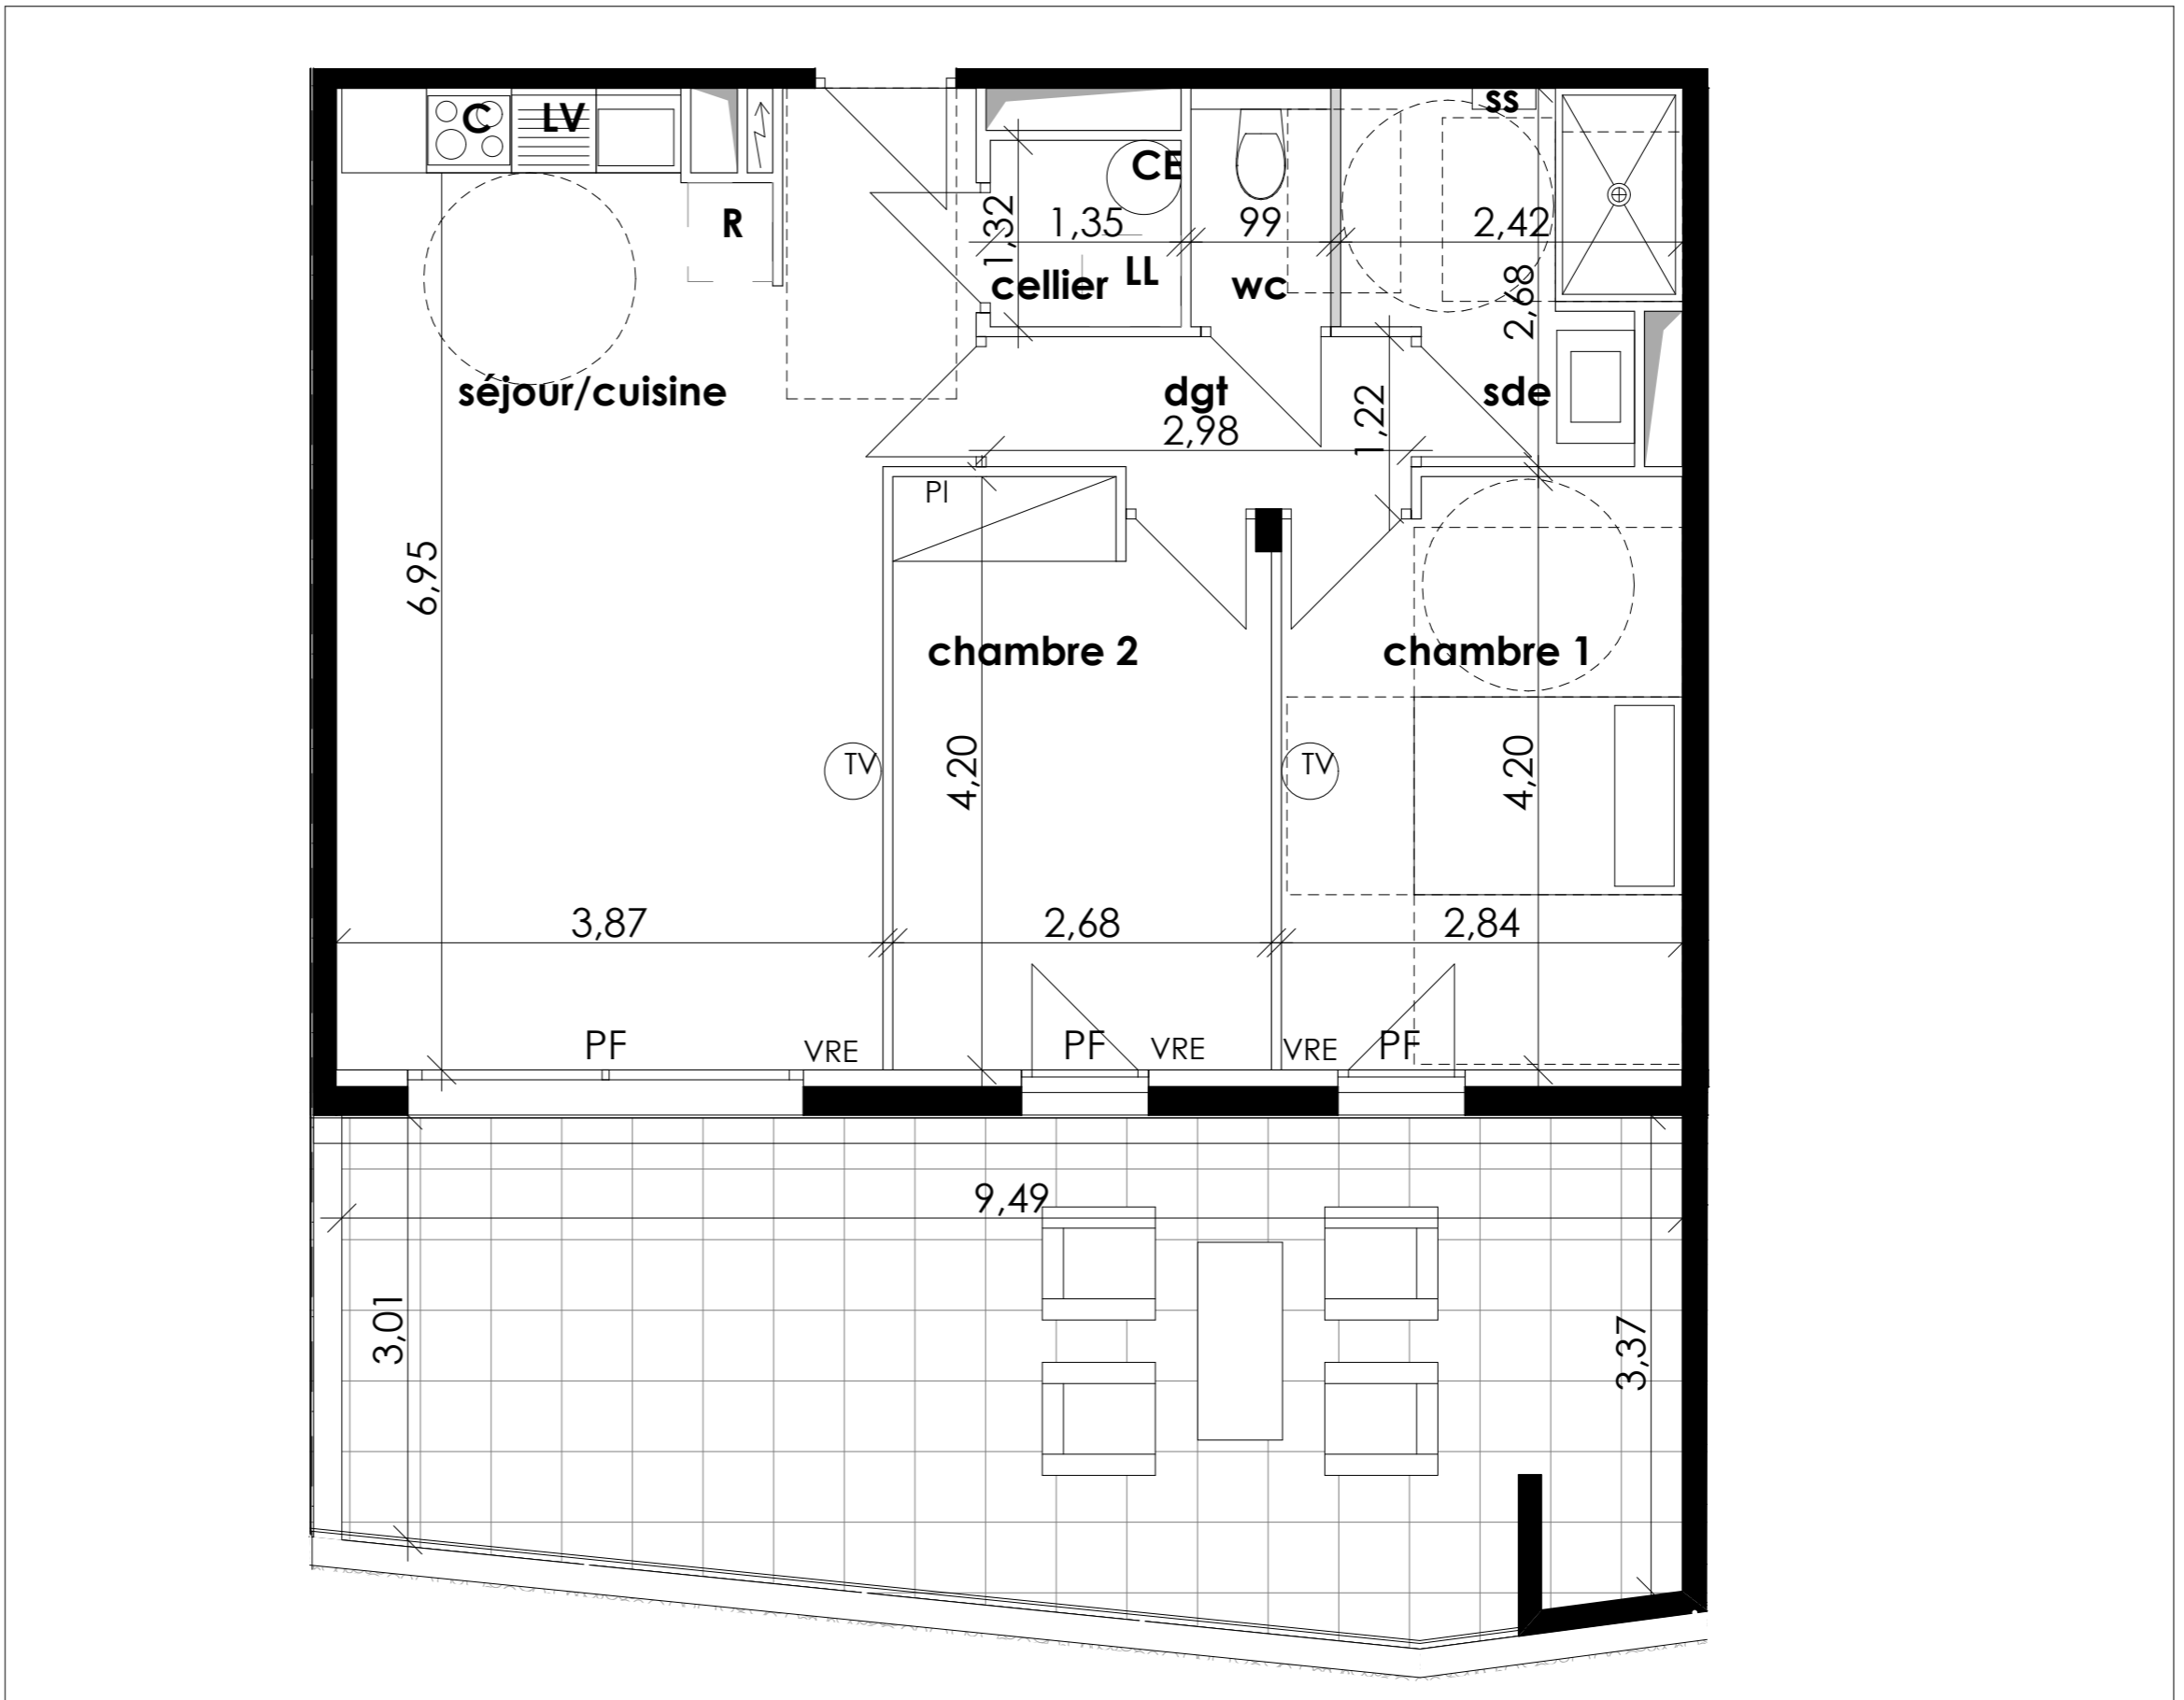 C
LV
ss
CE
R
1,32
1,35
99
2,42
cellier
LL
wc
2,68
séjour/cuisine
dgt
sde
1,22
2,98
PI
6,95
chambre 2
chambre 1
TV
4,20
TV
4,20
3,87
2,68
2,84
PF
VRE
PF
VRE
VRE
PF
9,49
3,01
3,37